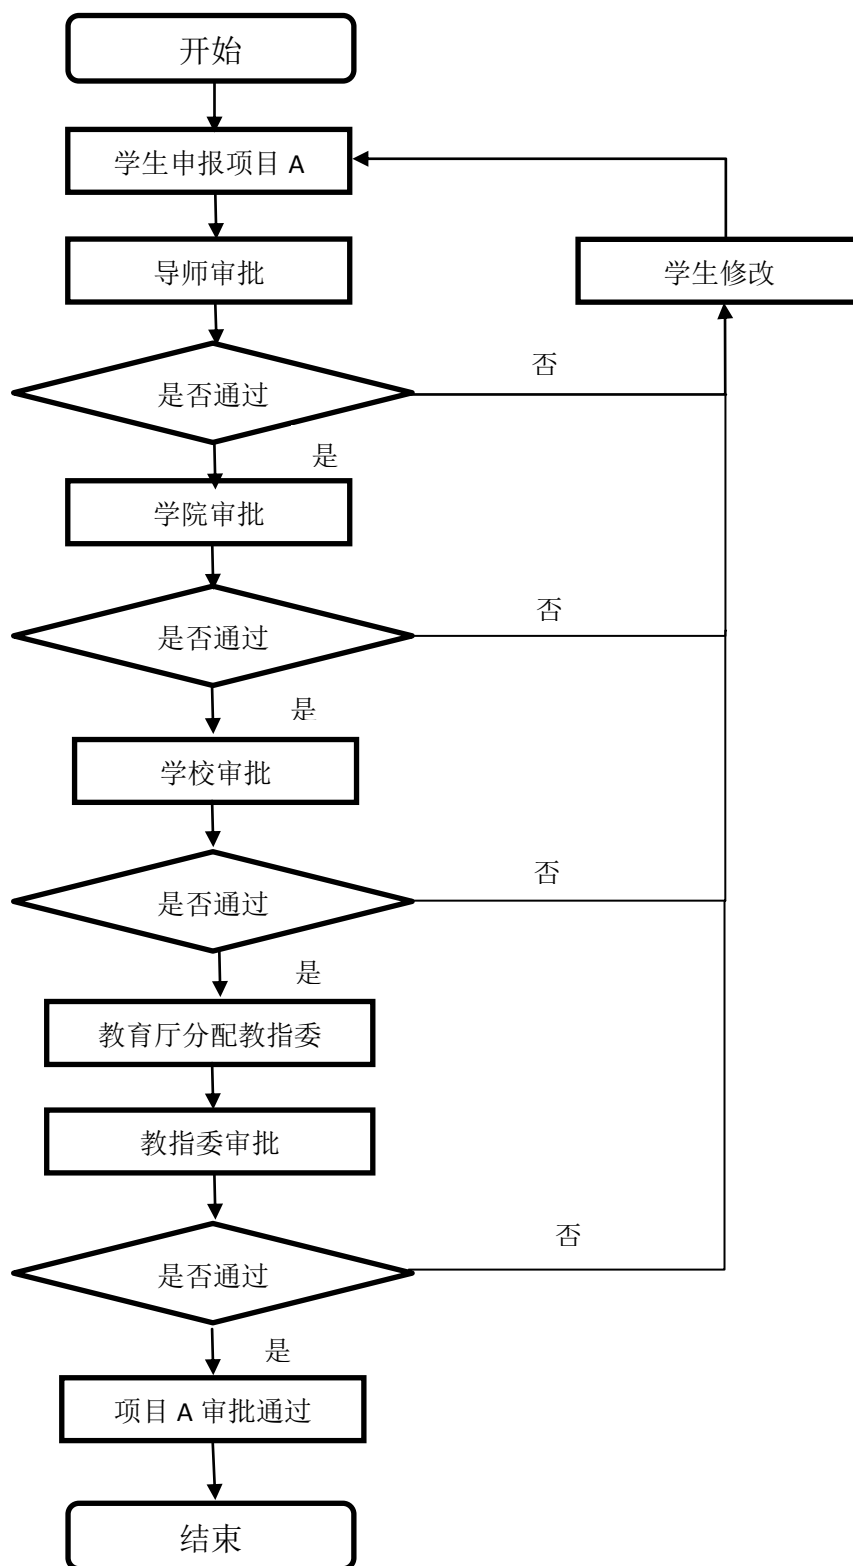 开始
学生申报项目 A
导师审批
学生修改
否
是否通过
是
学院审批
否
是否通过
是
学校审批
否
是否通过
是
教育厅分配教指委
教指委审批
否
是否通过
是
项目 A 审批通过
结束